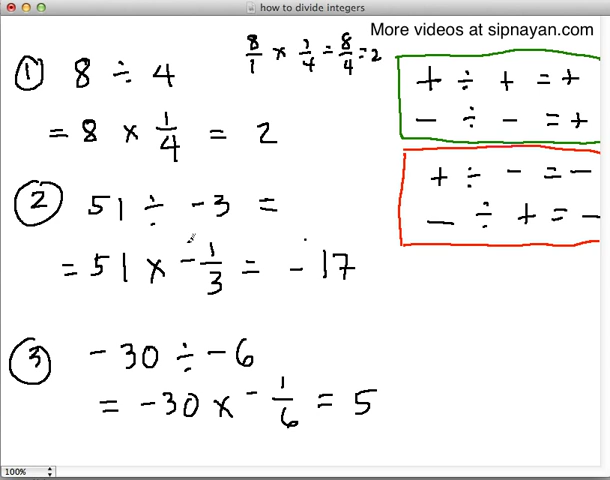 how to divide integers
More videos at sipnayan.com
8/1 × 1/4 = 8/4 = 2
① 8 ÷ 4
= 8 × 1/4 = 2
② 51 ÷ -3 =
= 51 × -1/3 = -17
③ -30 ÷ -6
= -30 × -1/6 = 5
+ ÷ + = +
- ÷ - = +
+ ÷ - = -
- ÷ + = -
100%